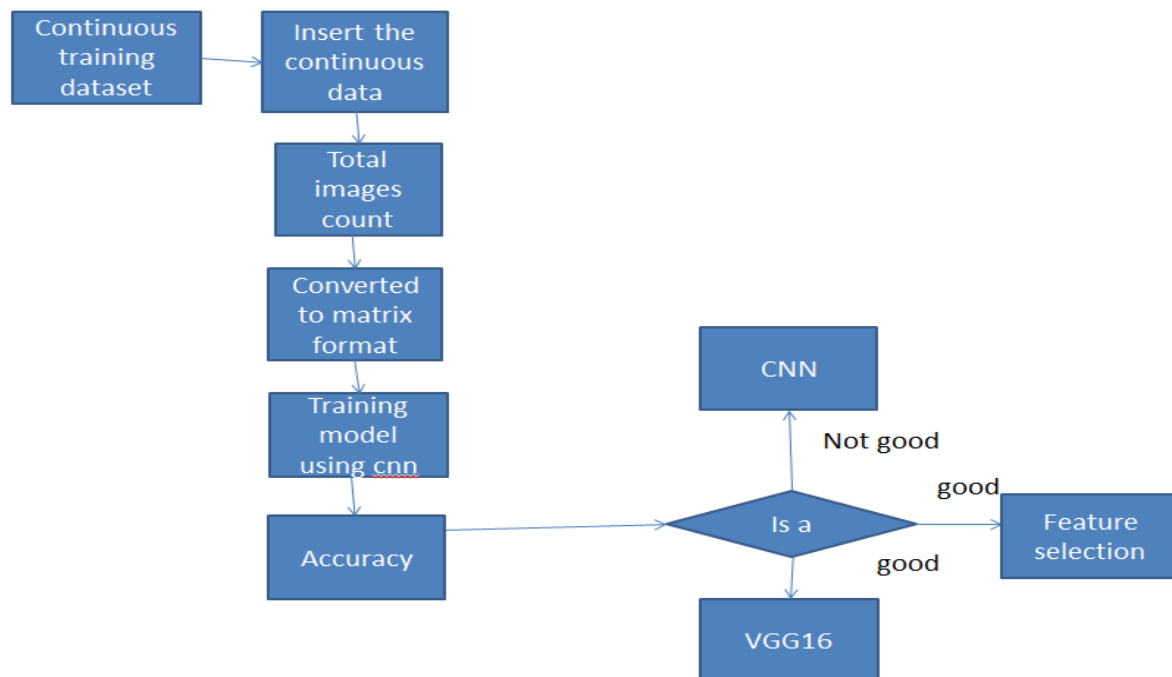 Continuous
training
dataset
Insert the
continuous
data
Total
images
count
Converted
to matrix
format
Training
model
using cnn
Accuracy
CNN
Not good
Is a
good
Feature
selection
good
VGG16